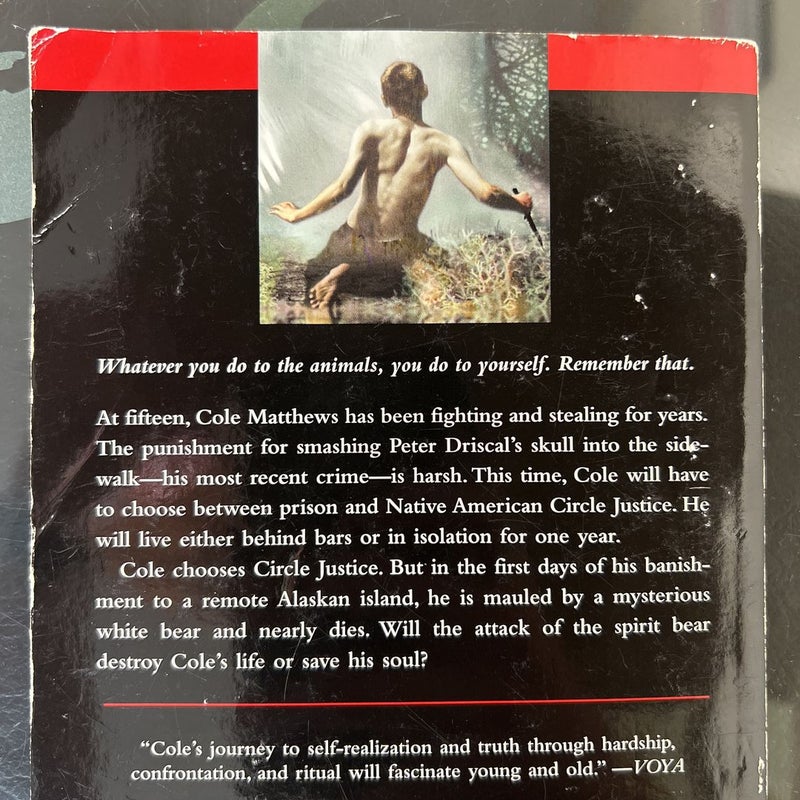 Whatever you do to the animals, you do to yourself. Remember that.
At fifteen, Cole Matthews has been fighting and stealing for years.
The punishment for smashing Peter Driscal's skull into the side-
walk—his most recent crime—is harsh. This time, Cole will have
to choose between prison and Native American Circle Justice. He
will live either behind bars or in isolation for one year.
Cole chooses Circle Justice. But in the first days of his banish-
ment to a remote Alaskan island, he is mauled by a mysterious
white bear and nearly dies. Will the attack of the spirit bear
destroy Cole's life or save his soul?
“Cole's journey to self-realization and truth through hardship,
confrontation, and ritual will fascinate young and old.” —VOYA